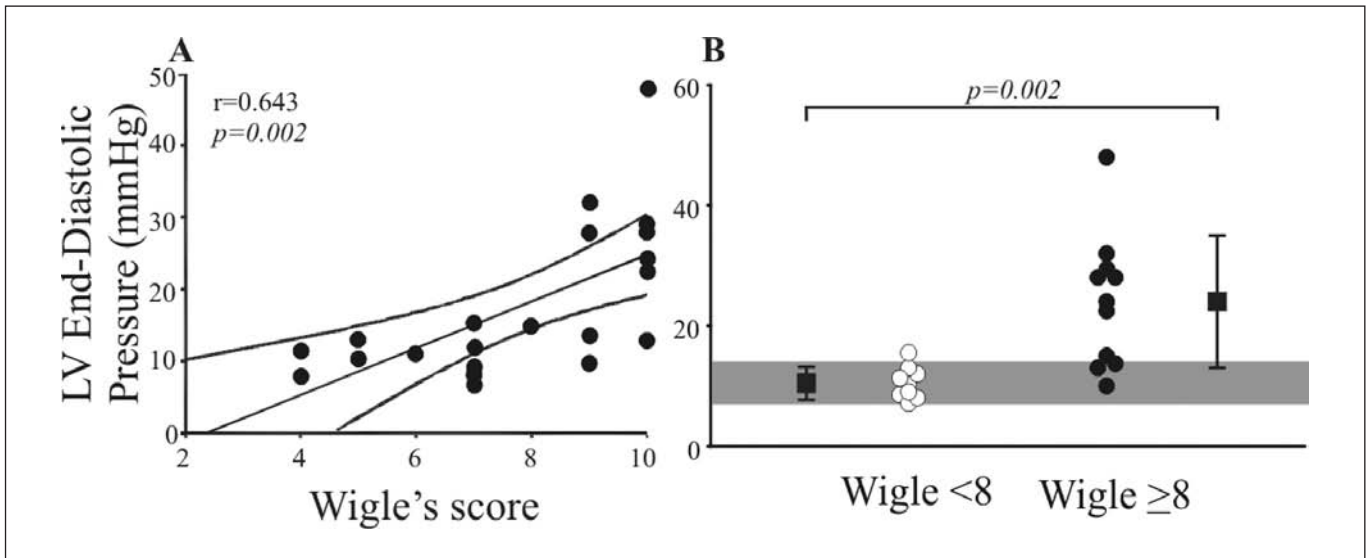 A
B
r=0.643
p=0.002
50
40
30
20
10
0
2
4
6
8
10
LV End-Diastolic
Pressure (mmHg)
Wigle's score
p=0.002
60
40
20
0
Wigle <8
Wigle ≥8